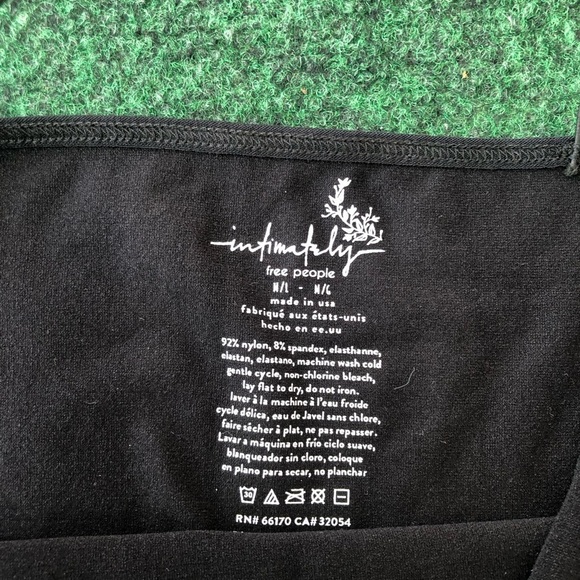 intimately
free people
M/L - M/G
made in usa
fabriqué aux états-unis
hecho en ee.uu
92% nylon, 8% spandex, elasthanne,
elastan, elastano, machine wash cold
gentle cycle, non-chlorine bleach,
lay flat to dry, do not iron.
laver à la machine à l'eau froide
cycle délica, eau de Javel sans chlore,
faire sècher à plat, ne pas repasser.
Lavar a máquina en frío ciclo suave,
blanqueador sin cloro, coloque
en plano para secar, no planchar
30
RN# 66170 CA# 32054